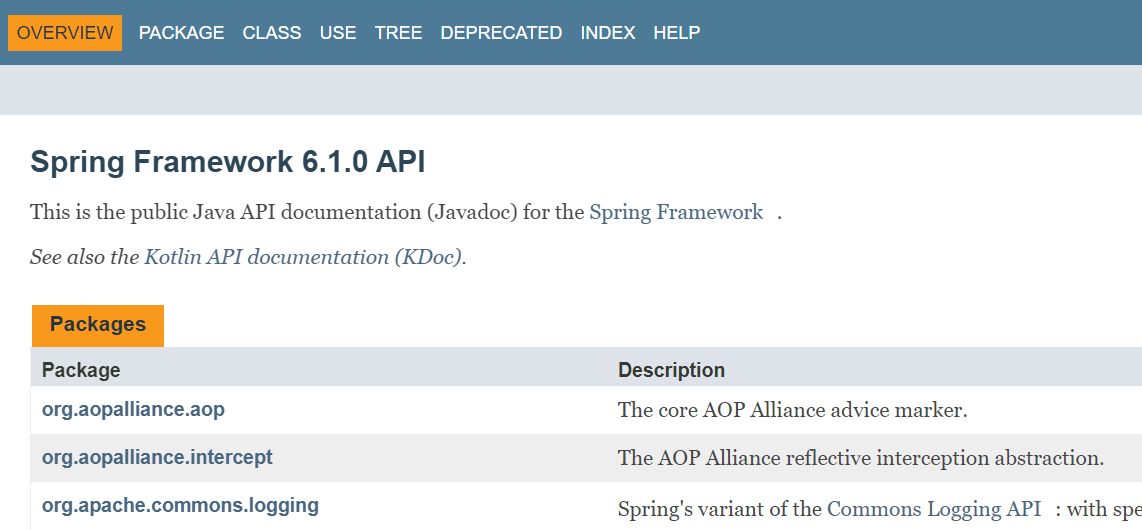 OVERVIEW PACKAGE CLASS USE TREE DEPRECATED INDEX HELP
Spring Framework 6.1.0 API
This is the public Java API documentation (Javadoc) for the Spring Framework .
See also the Kotlin API documentation (KDoc).
Packages
Package Description
org.aopalliance.aop The core AOP Alliance advice marker.
org.aopalliance.intercept The AOP Alliance reflective interception abstraction.
org.apache.commons.logging Spring's variant of the Commons Logging API : with spe